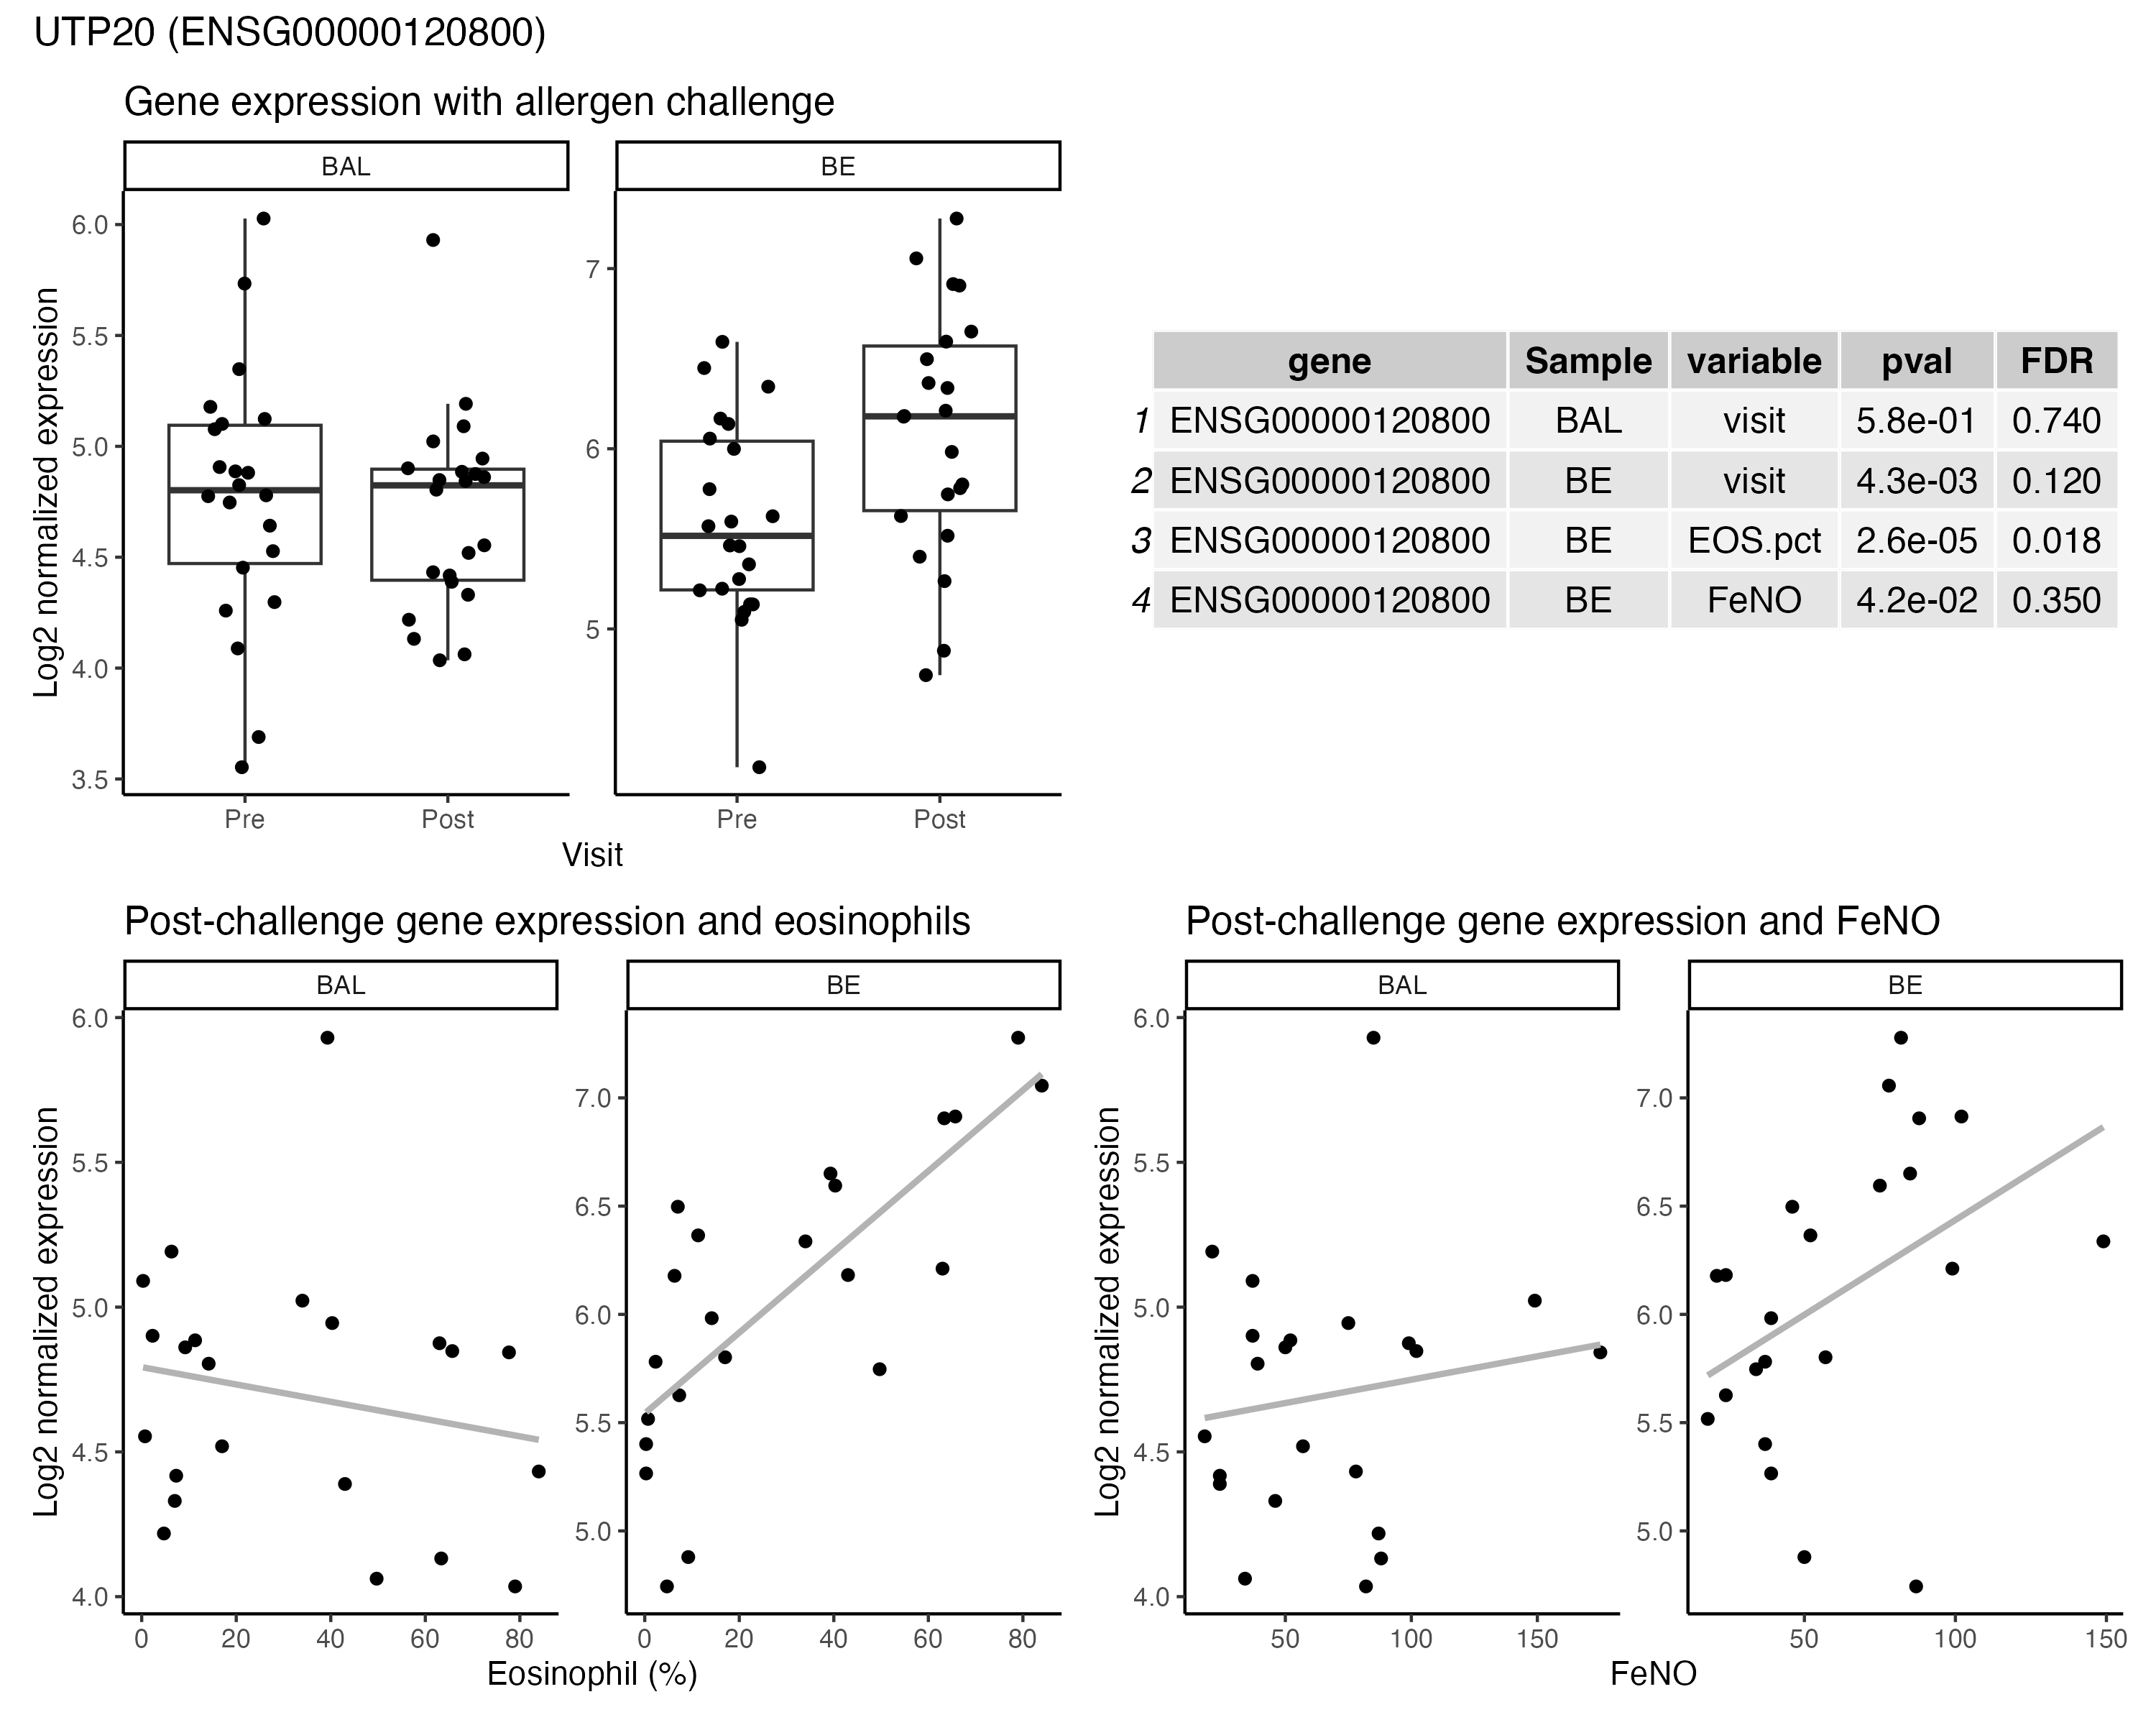 UTP20 (ENSG00000120800)
Gene expression with allergen challenge
BAL
BE
Log2 normalized expression
6.0
5.5
5.0
4.5
4.0
3.5
7
6
5
Pre
Post
Pre
Post
Visit
gene Sample variable pval FDR
1 ENSG00000120800 BAL visit 5.8e-01 0.740
2 ENSG00000120800 BE visit 4.3e-03 0.120
3 ENSG00000120800 BE EOS.pct 2.6e-05 0.018
4 ENSG00000120800 BE FeNO 4.2e-02 0.350
Post-challenge gene expression and eosinophils
BAL
BE
Log2 normalized expression
6.0
5.5
5.0
4.5
4.0
7.0
6.5
6.0
5.5
5.0
0 20 40 60 80
0 20 40 60 80
Eosinophil (%)
Post-challenge gene expression and FeNO
BAL
BE
Log2 normalized expression
6.0
5.5
5.0
4.5
4.0
7.0
6.5
6.0
5.5
5.0
50 100 150
50 100 150
FeNO